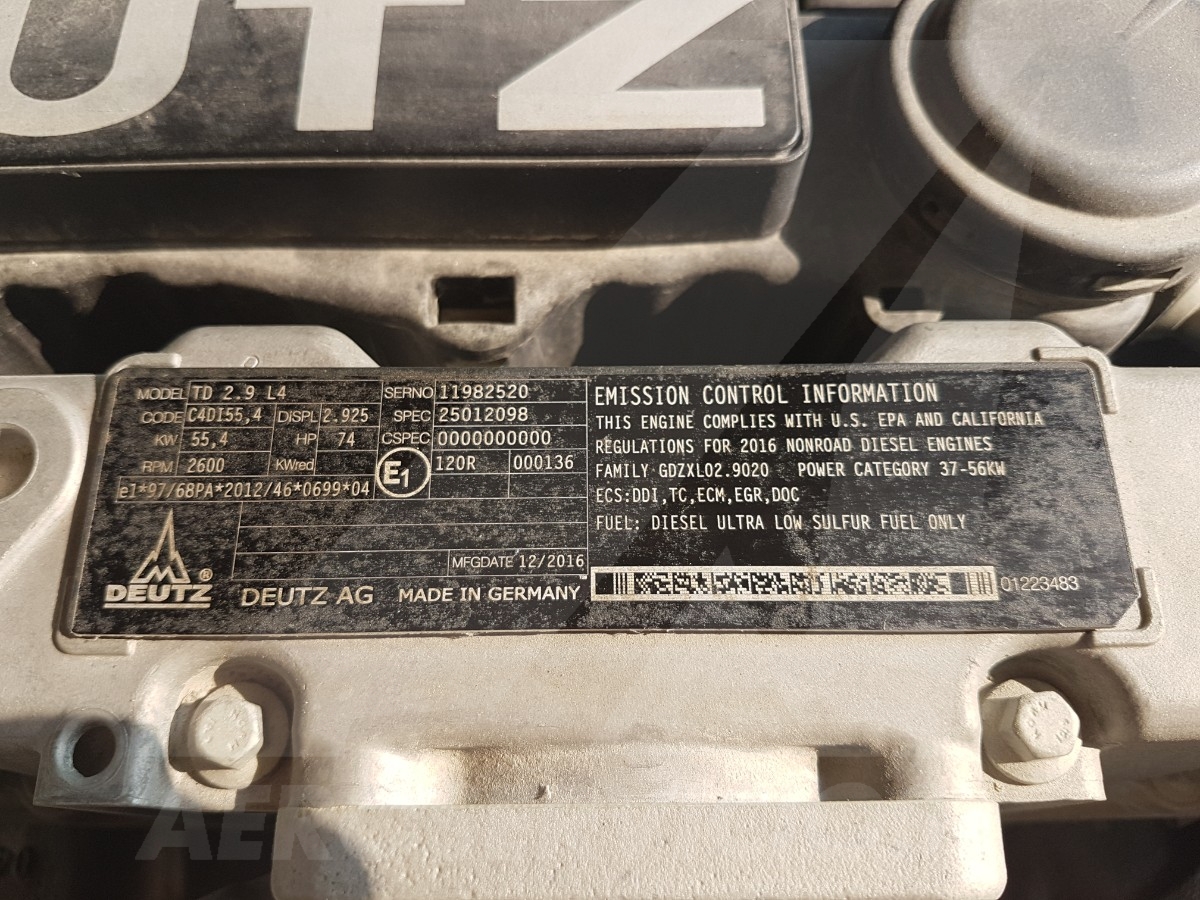 UTZ
MODEL TD 2.9 L4 SERNO 11982520
CODE C4DI55,4 DISPL 2.925 SPEC 25012098
KW 55,4 HP 74 CSPEC 0000000000
RPM 2600 KWred E1 120R 000136
e1*97/68PA*2012/46*0699*04
MFGDATE 12/2016
DEUTZ ® DEUTZ AG MADE IN GERMANY
EMISSION CONTROL INFORMATION
THIS ENGINE COMPLIES WITH U.S. EPA AND CALIFORNIA
REGULATIONS FOR 2016 NONROAD DIESEL ENGINES
FAMILY GDZXL02.9020 POWER CATEGORY 37-56KW
ECS:DDI,TC,ECM,EGR,DOC
FUEL: DIESEL ULTRA LOW SULFUR FUEL ONLY
01223483